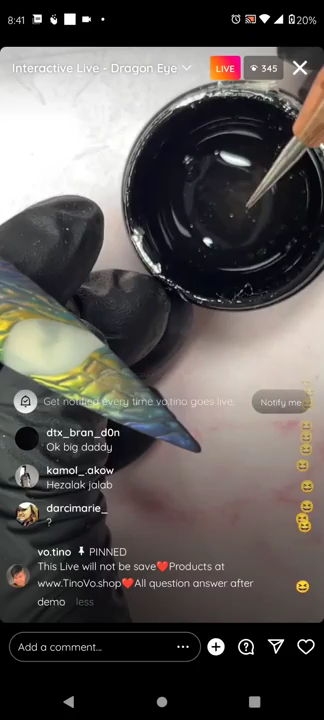 8:41
20%
Interactive Live - Dragon Eye
LIVE
345
Get notified every time vo.tino goes live.
Notify me
dtx_bran_d0n
Ok big daddy
kamol_.akow
Hezalak jalab
darcimarie_
?
vo.tino PINNED
This Live will not be save❤️Products at
www.TinoVo.shop❤️All question answer after
demo less
Add a comment...